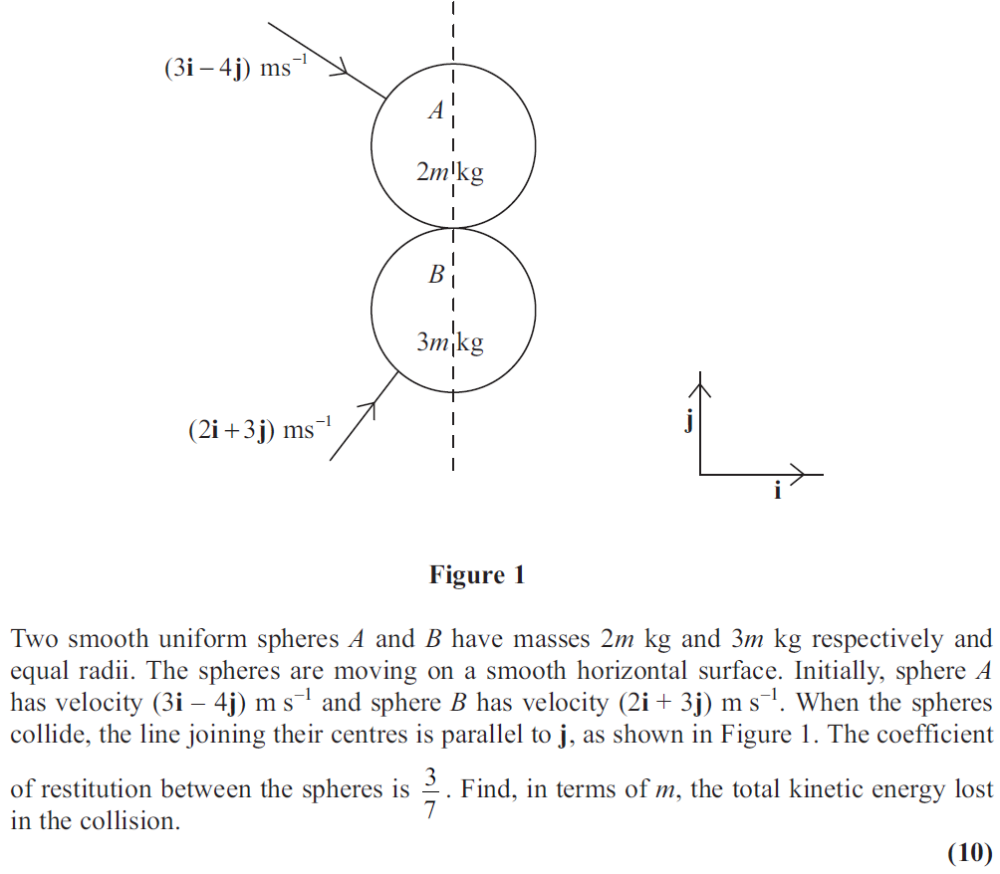 (3i – 4j) ms⁻¹
A
2m kg
B
3m kg
(2i + 3j) ms⁻¹
j
i
Figure 1
Two smooth uniform spheres A and B have masses 2m kg and 3m kg respectively and
equal radii. The spheres are moving on a smooth horizontal surface. Initially, sphere A
has velocity (3i – 4j) m s⁻¹ and sphere B has velocity (2i + 3j) m s⁻¹. When the spheres
collide, the line joining their centres is parallel to j, as shown in Figure 1. The coefficient
of restitution between the spheres is 3/7. Find, in terms of m, the total kinetic energy lost
in the collision.
(10)